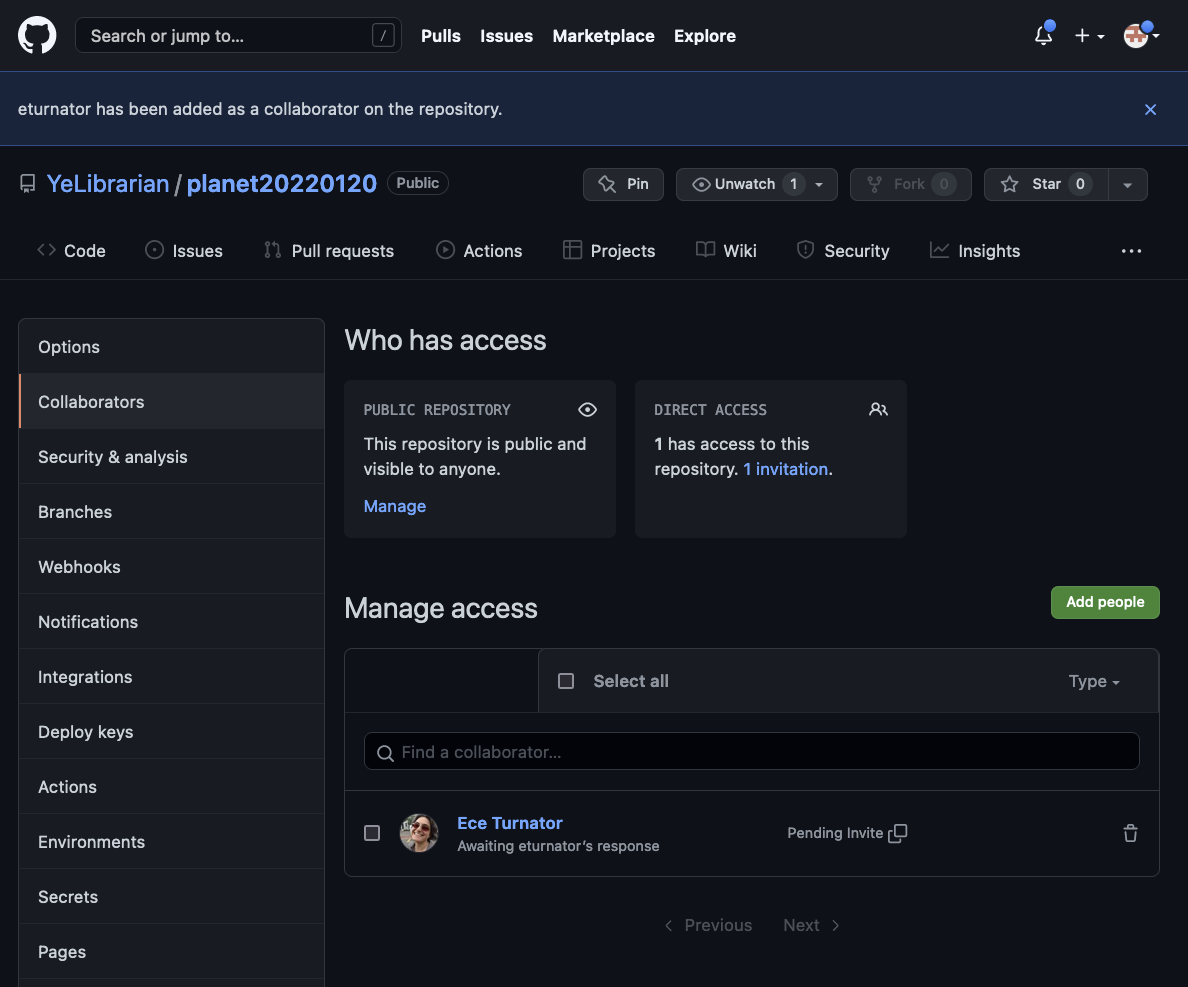 Search or jump to... /
Pulls Issues Marketplace Explore
eturnator has been added as a collaborator on the repository.
YeLibrarian / planet20220120 Public
Pin Unwatch 1 Fork 0 Star 0
Code Issues Pull requests Actions Projects Wiki Security Insights
Options
Collaborators
Security & analysis
Branches
Webhooks
Notifications
Integrations
Deploy keys
Actions
Environments
Secrets
Pages
Who has access
PUBLIC REPOSITORY
This repository is public and
visible to anyone.
Manage
DIRECT ACCESS
1 has access to this
repository. 1 invitation.
Manage access
Add people
Select all Type
Find a collaborator...
Ece Turnator
Awaiting eturnator's response
Pending Invite
Previous Next